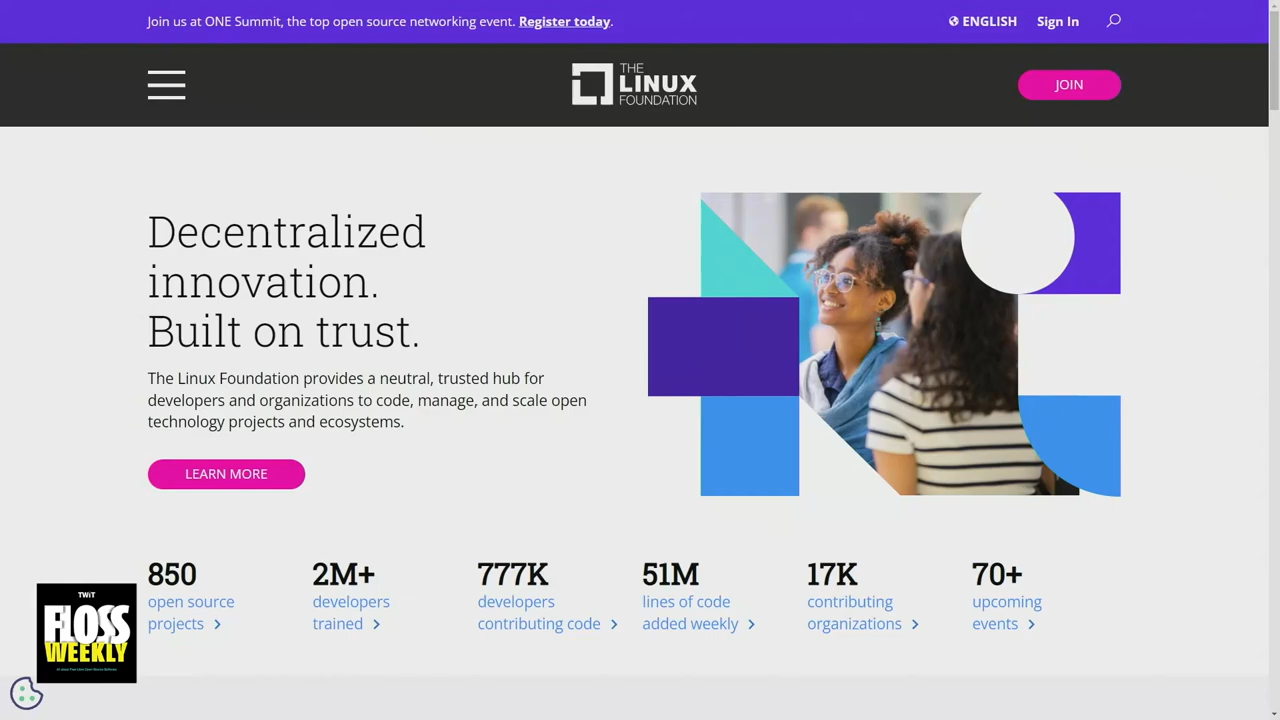 Join us at ONE Summit, the top open source networking event. Register today.
ENGLISH
Sign In
THE
LINUX
FOUNDATION
JOIN
Decentralized
innovation.
Built on trust.
The Linux Foundation provides a neutral, trusted hub for
developers and organizations to code, manage, and scale open
technology projects and ecosystems.
LEARN MORE
850
open source
projects
2M+
developers
trained
777K
developers
contributing code
51M
lines of code
added weekly
17K
contributing
organizations
70+
upcoming
events
TWiT
FLOSS
WEEKLY